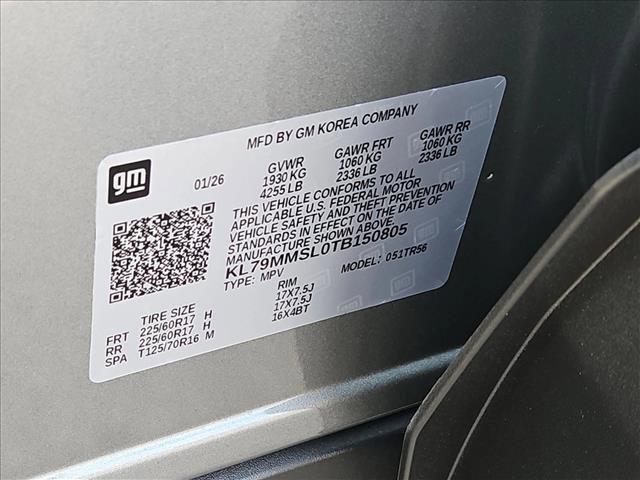 MFD BY GM KOREA COMPANY
gm
01/26
GVWR GAWR FRT GAWR RR
1930 KG 1060 KG 1060 KG
4255 LB 2336 LB 2336 LB
THIS VEHICLE CONFORMS TO ALL
APPLICABLE U.S. FEDERAL MOTOR
VEHICLE SAFETY AND THEFT PREVENTION
STANDARDS IN EFFECT ON THE DATE OF
MANUFACTURE SHOWN ABOVE
KL79MMSL0TB150805
TYPE: MPV MODEL: 051TR56
TIRE SIZE RIM
FRT 225/60R17 H 17X7.5J
RR 225/60R17 H 17X7.5J
SPA T125/70R16 M 16X4BT